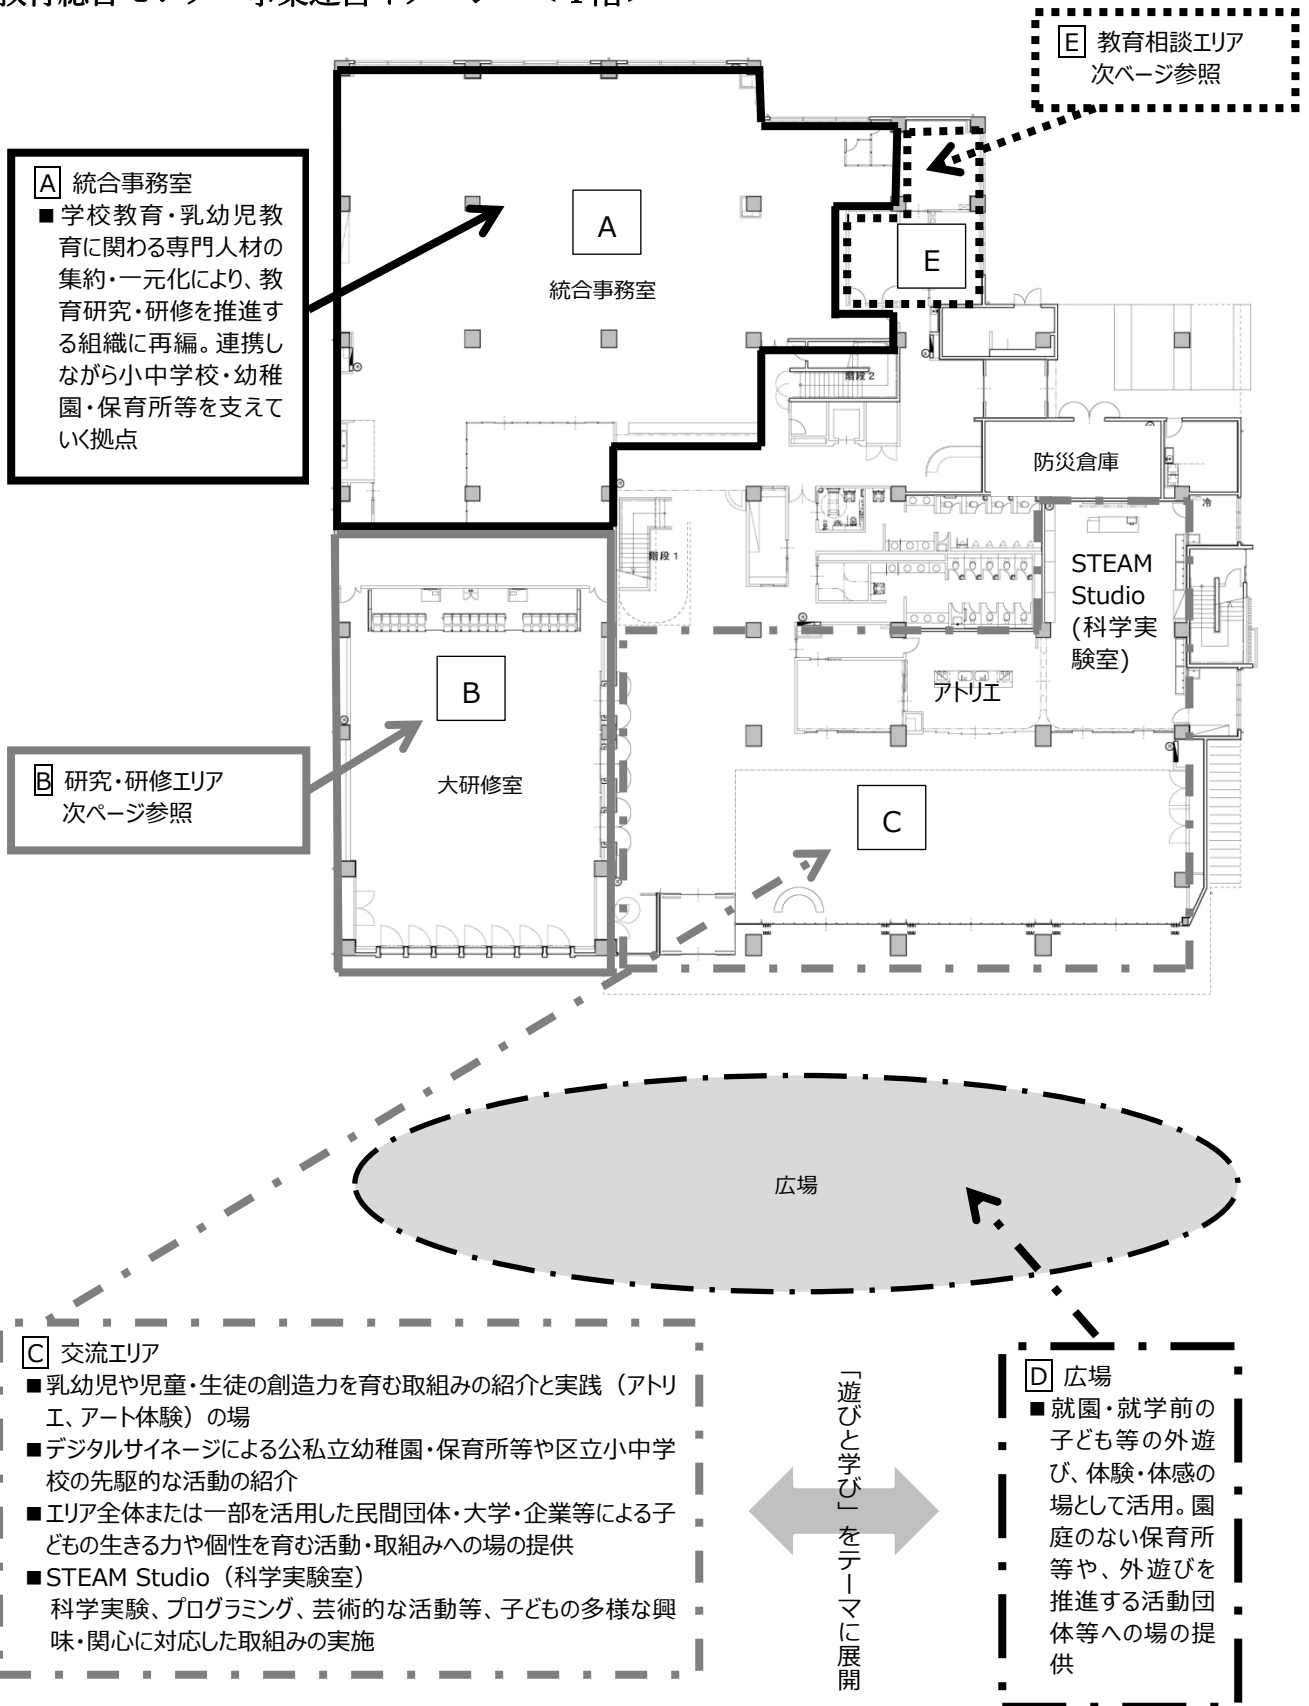 E 教育相談エリア
次ページ参照
A 統合事務室
■学校教育・乳幼児教
育に関わる専門人材の
集約・一元化により、教
育研究・研修を推進す
る組織に再編。連携し
ながら小中学校・幼稚
園・保育所等を支えて
いく拠点
A
統合事務室
E
階段2
防災倉庫
冷
階段1
STEAM
Studio
(科学実
験室)
アトリエ
B
大研修室
B 研究・研修エリア
次ページ参照
C
広場
C 交流エリア
■乳幼児や児童・生徒の創造力を育む取組みの紹介と実践（アトリ
エ、アート体験）の場
■デジタルサイネージによる公私立幼稚園・保育所等や区立小中学
校の先駆的な活動の紹介
■エリア全体または一部を活用した民間団体・大学・企業等による子
どもの生きる力や個性を育む活動・取組みへの場の提供
■STEAM Studio（科学実験室）
科学実験、プログラミング、芸術的な活動等、子どもの多様な興
味・関心に対応した取組みの実施
「遊びと学び」をテーマに展開
D 広場
■就園・就学前の
子ども等の外遊
び、体験・体感の
場として活用。園
庭のない保育所
等や、外遊びを
推進する活動団
体等への場の提
供